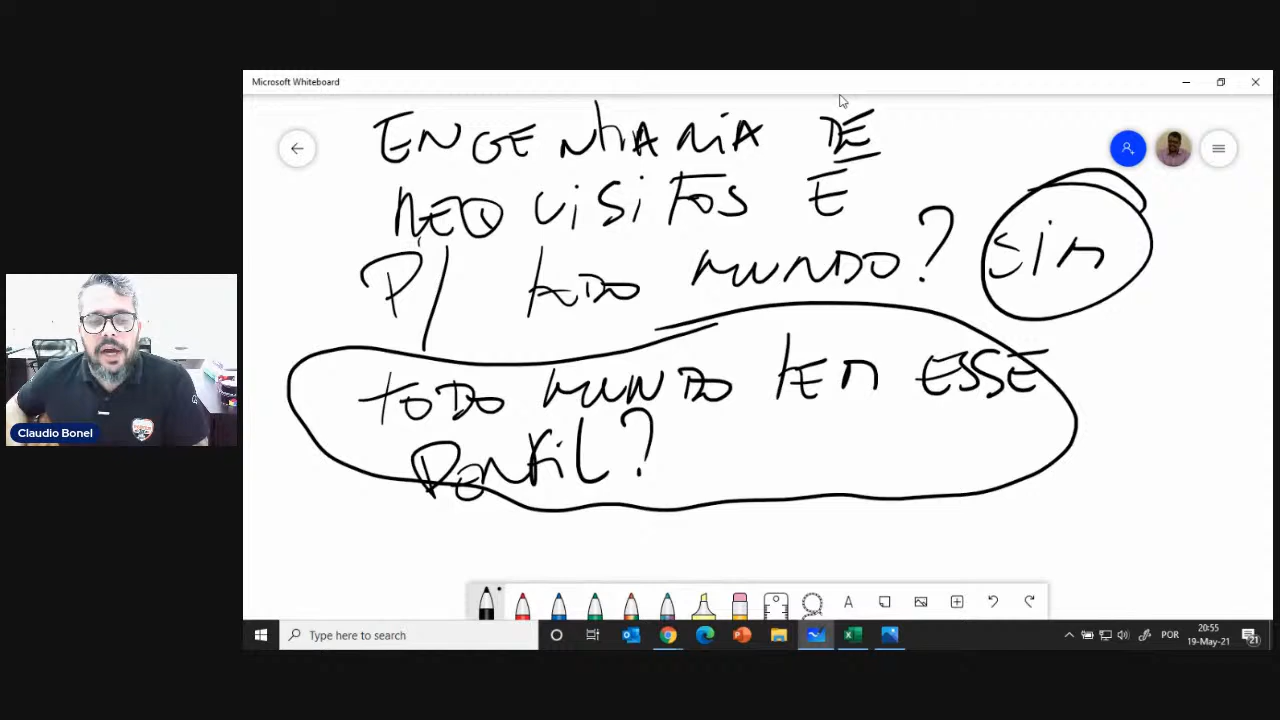 Microsoft Whiteboard
ENGENHARIA DE
REQUISITOS E
P/ TODO MUNDO? SIM
TODO MUNDO TEM ESSE
PERFIL?
Claudio Bonel
A
Type here to search
POR
20:55
19-May-21
21